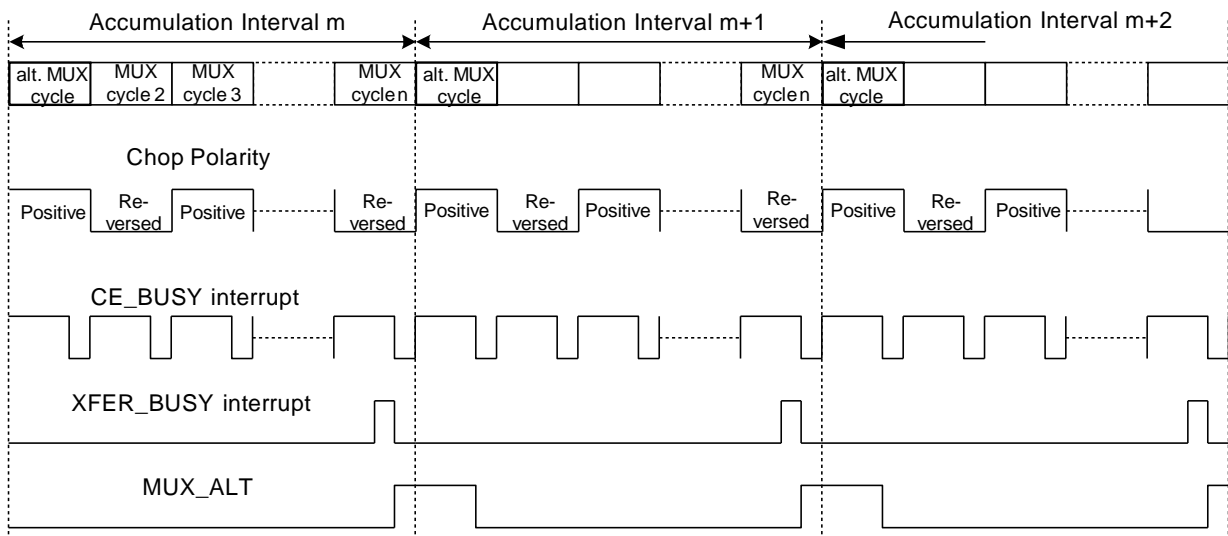 Accumulation Interval m
Accumulation Interval m+1
Accumulation Interval m+2
alt. MUX cycle
MUX cycle 2
MUX cycle 3
MUX cycle n
alt. MUX cycle
MUX cycle n
alt. MUX cycle
Chop Polarity
Positive
Re-
versed
Positive
Re-
versed
Positive
Re-
versed
Positive
Re-
versed
Positive
Re-
versed
Positive
CE_BUSY interrupt
XFER_BUSY interrupt
MUX_ALT